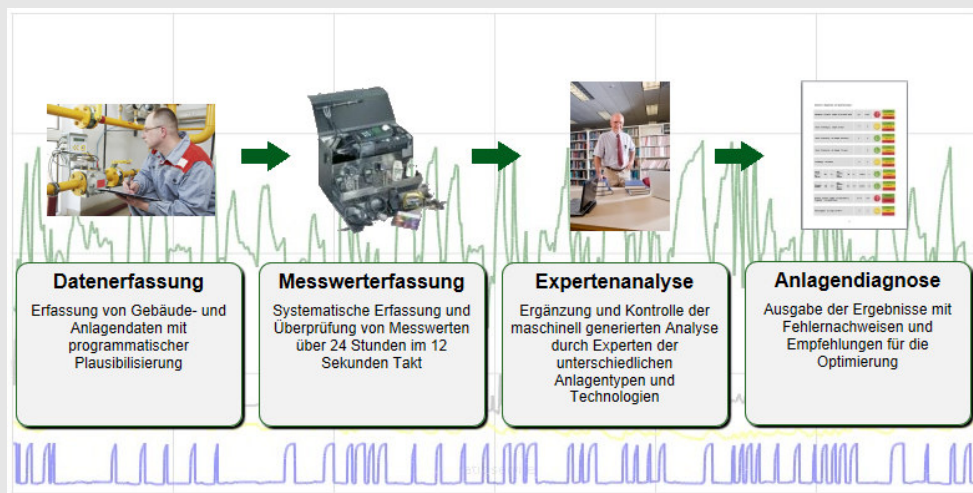 Datenerfassung
Erfassung von Gebäude- und
Anlagendaten mit
programmatischer
Plausibilisierung
Messwerterfassung
Systematische Erfassung und
Überprüfung von Messwerten
über 24 Stunden im 12
Sekunden Takt
Expertenanalyse
Ergänzung und Kontrolle der
maschinell generierten Analyse
durch Experten der
unterschiedlichen
Anlagentypen und
Technologien
Anlagendiagnose
Ausgabe der Ergebnisse mit
Fehlernachweisen und
Empfehlungen für die
Optimierung